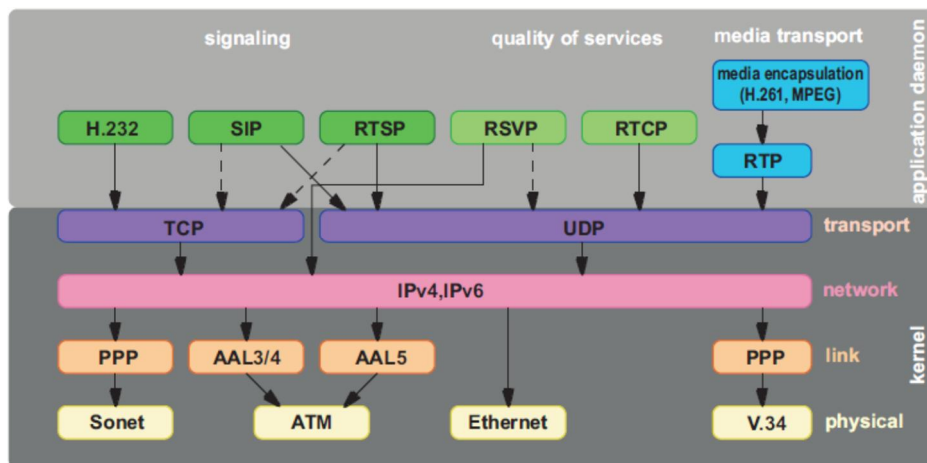 signaling
quality of services
media transport
media encapsulation
(H.261, MPEG)
application daemon
H.232
SIP
RTSP
RSVP
RTCP
RTP
TCP
UDP
transport
IPv4,IPv6
network
PPP
AAL3/4
AAL5
PPP
link
kernel
Sonet
ATM
Ethernet
V.34
physical